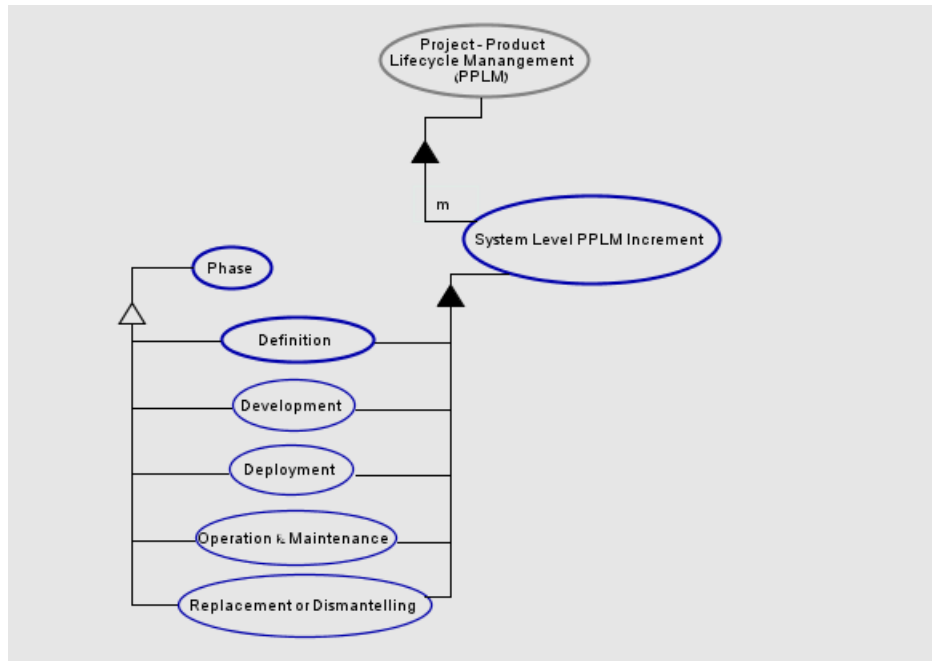 Project - Product
Lifecycle Manangement
(PPLM)
m
System Level PPLM Increment
Phase
Definition
Development
Deployment
Operation & Maintenance
Replacement or Dismantelling